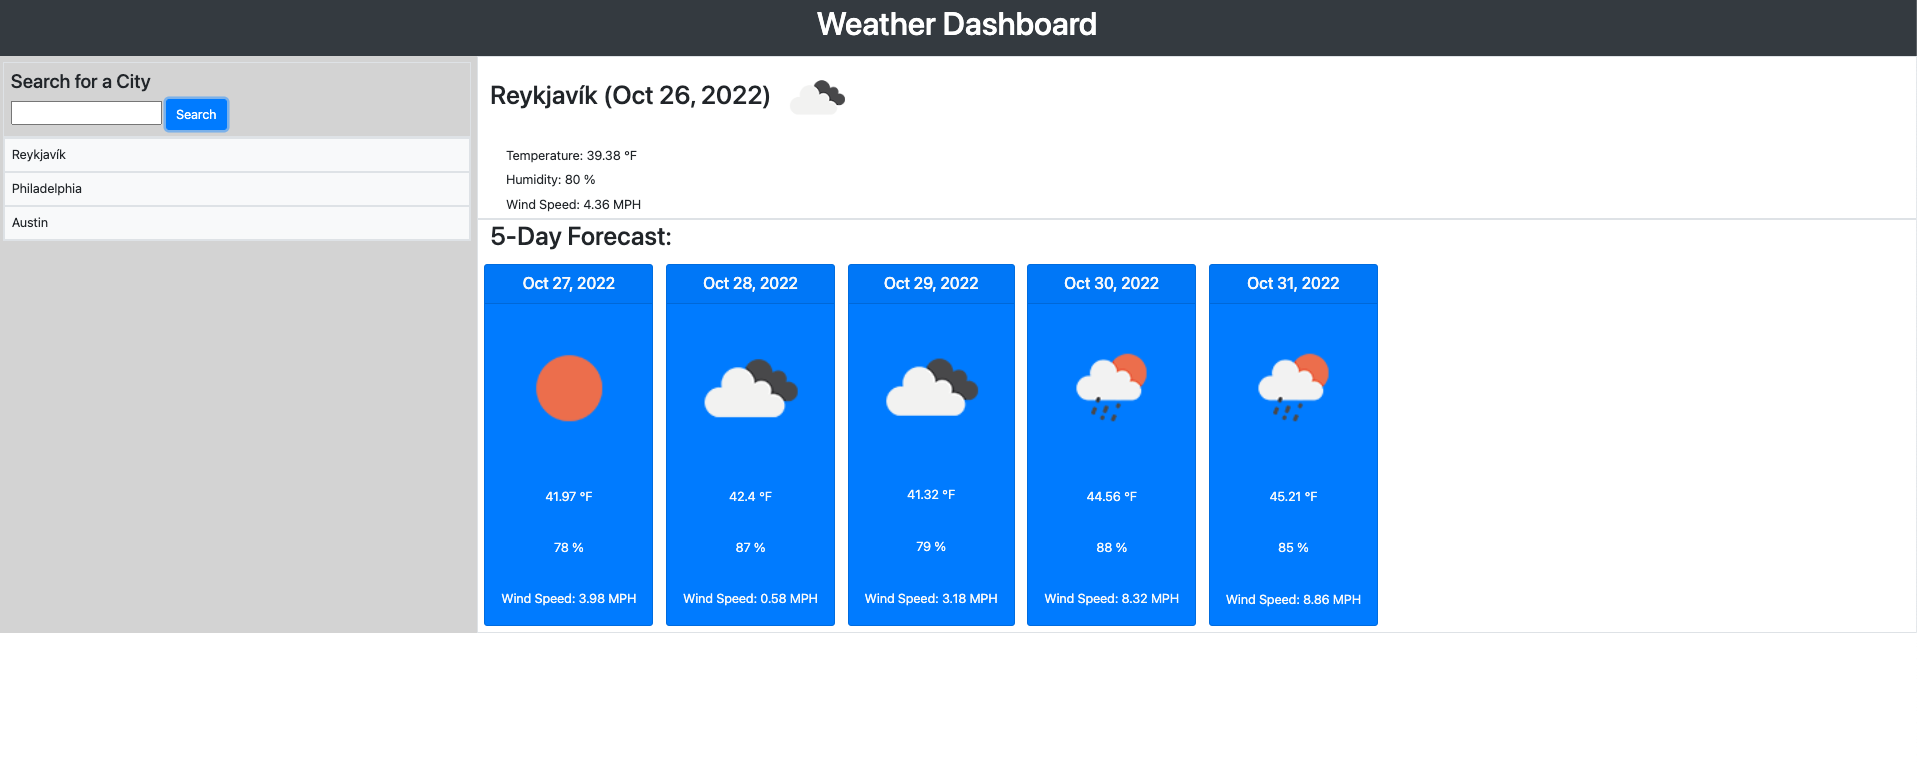 Weather Dashboard
Search for a City
Search
Reykjavík
Philadelphia
Austin
Reykjavík (Oct 26, 2022)
Temperature: 39.38 °F
Humidity: 80 %
Wind Speed: 4.36 MPH
5-Day Forecast:
Oct 27, 2022
41.97 °F
78 %
Wind Speed: 3.98 MPH
Oct 28, 2022
42.4 °F
87 %
Wind Speed: 0.58 MPH
Oct 29, 2022
41.32 °F
79 %
Wind Speed: 3.18 MPH
Oct 30, 2022
44.56 °F
88 %
Wind Speed: 8.32 MPH
Oct 31, 2022
45.21 °F
85 %
Wind Speed: 8.86 MPH